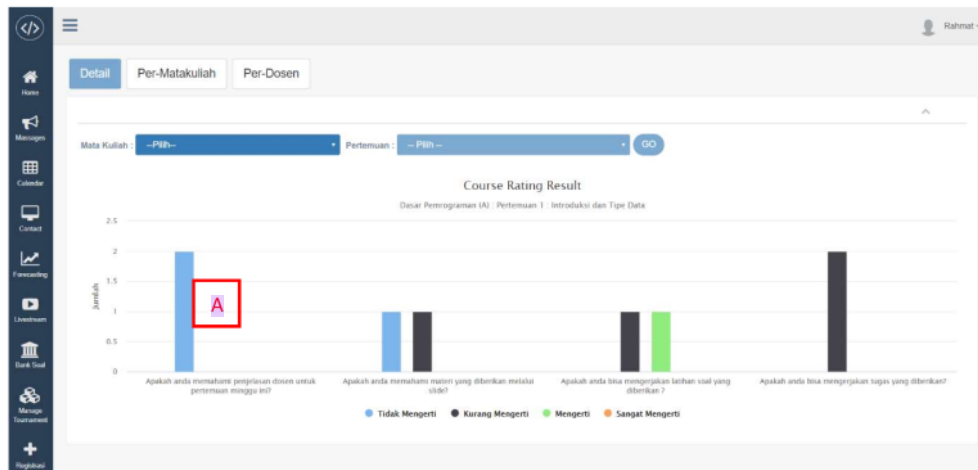 </>
Rahmat
Home
Massages
Calendar
Contact
Forecasting
Livestream
Bank Soal
Manage
Tournament
Registrasi
Detail
Per-Matakuliah
Per-Dosen
Mata Kuliah : --Pilih--
Pertemuan : -- Pilih -- GO
Course Rating Result
Dasar Pemrograman (A) : Pertemuan 1 : Introduksi dan Tipe Data
Jumlah
2.5
2
1.5
1
0.5
0
A
Apakah anda memahami penjelasan dosen untuk
pertemuan minggu ini?
Apakah anda memahami materi yang diberikan melalui
slide?
Apakah anda bisa mengerjakan latihan soal yang
diberikan ?
Apakah anda bisa mengerjakan tugas yang diberikan?
Tidak Mengerti Kurang Mengerti Mengerti Sangat Mengerti